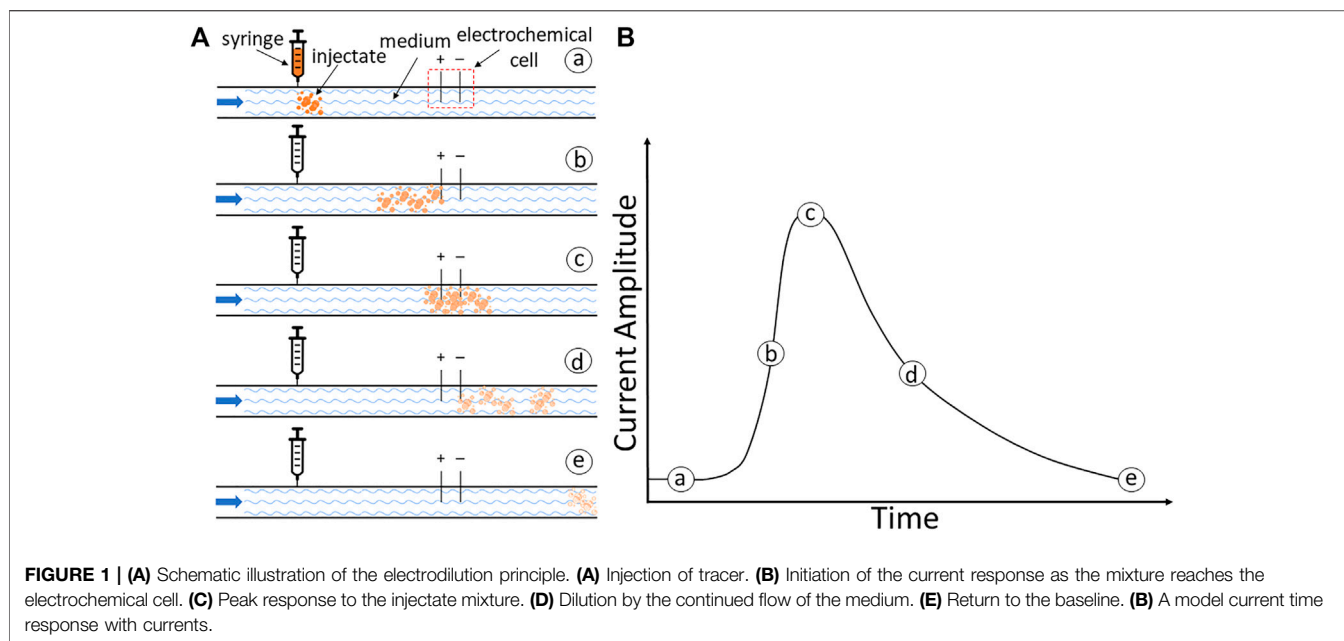 A
syringe
injectate
medium
electrochemical
cell
+ −
a
+ −
b
+ −
c
+ −
d
+ −
e
B
Current Amplitude
c
b
d
a
e
Time
FIGURE 1 | (A) Schematic illustration of the electrodilution principle. (A) Injection of tracer. (B) Initiation of the current response as the mixture reaches the
electrochemical cell. (C) Peak response to the injectate mixture. (D) Dilution by the continued flow of the medium. (E) Return to the baseline. (B) A model current time
response with currents.